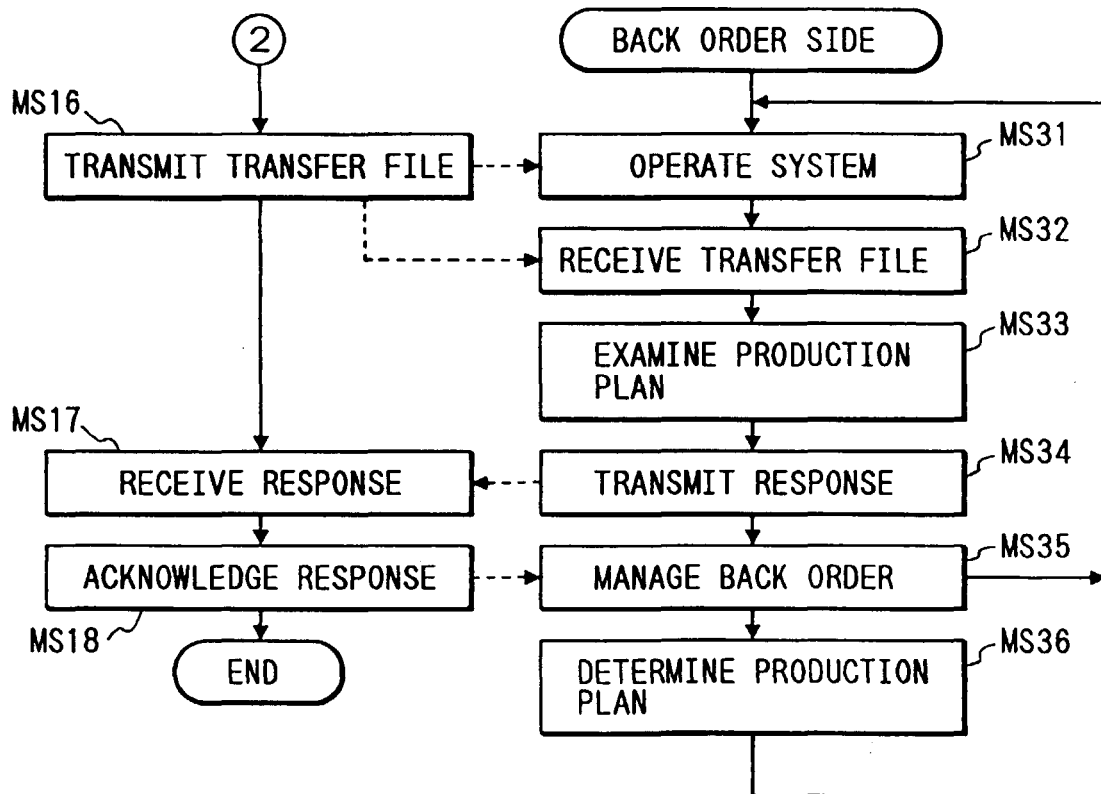 2
MS16
TRANSMIT TRANSFER FILE
MS17
RECEIVE RESPONSE
ACKNOWLEDGE RESPONSE
MS18
END
BACK ORDER SIDE
MS31
OPERATE SYSTEM
MS32
RECEIVE TRANSFER FILE
MS33
EXAMINE PRODUCTION
PLAN
MS34
TRANSMIT RESPONSE
MS35
MANAGE BACK ORDER
MS36
DETERMINE PRODUCTION
PLAN